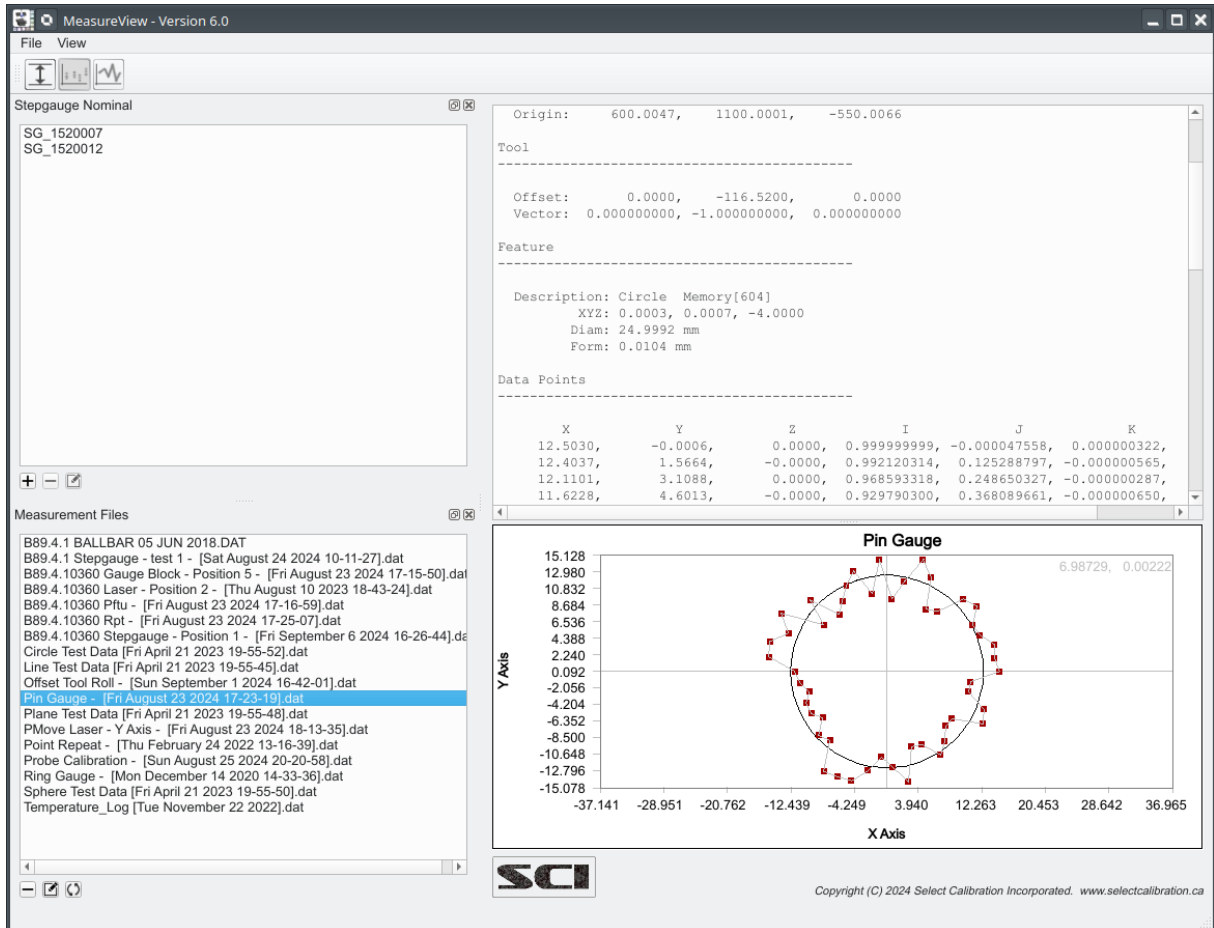 MeasureView - Version 6.0
File View
Stepgauge Nominal
SG_1520007
SG_1520012
Origin: 600.0047, 1100.0001, -550.0066
Tool
--------------------------------------------
Offset: 0.0000, -116.5200, 0.0000
Vector: 0.000000000, -1.000000000, 0.000000000
Feature
--------------------------------------------
Description: Circle Memory[604]
XYZ: 0.0003, 0.0007, -4.0000
Diam: 24.9992 mm
Form: 0.0104 mm
Data Points
--------------------------------------------
X Y Z I J K
12.5030, -0.0006, 0.0000, 0.999999999, -0.000047558, 0.000000322,
12.4037, 1.5664, -0.0000, 0.992120314, 0.125288797, -0.000000565,
12.1101, 3.1088, 0.0000, 0.968593318, 0.248650327, -0.000000287,
11.6228, 4.6013, -0.0000, 0.929790300, 0.368089661, -0.000000650,
Measurement Files
B89.4.1 BALLBAR 05 JUN 2018.DAT
B89.4.1 Stepgauge - test 1 - [Sat August 24 2024 10-11-27].dat
B89.4.10360 Gauge Block - Position 5 - [Fri August 23 2024 17-15-50].dat
B89.4.10360 Laser - Position 2 - [Thu August 10 2023 18-43-24].dat
B89.4.10360 Pftu - [Fri August 23 2024 17-16-59].dat
B89.4.10360 Rpt - [Fri August 23 2024 17-25-07].dat
B89.4.10360 Stepgauge - Position 1 - [Fri September 6 2024 16-26-44].da
Circle Test Data [Fri April 21 2023 19-55-52].dat
Line Test Data [Fri April 21 2023 19-55-45].dat
Offset Tool Roll - [Sun September 1 2024 16-42-01].dat
Pin Gauge - [Fri August 23 2024 17-23-19].dat
Plane Test Data [Fri April 21 2023 19-55-48].dat
PMove Laser - Y Axis - [Fri August 23 2024 18-13-35].dat
Point Repeat - [Thu February 24 2022 13-16-39].dat
Probe Calibration - [Sun August 25 2024 20-20-58].dat
Ring Gauge - [Mon December 14 2020 14-33-36].dat
Sphere Test Data [Fri April 21 2023 19-55-50].dat
Temperature_Log [Tue November 22 2022].dat
Pin Gauge
6.98729, 0.00222
Y Axis
15.128
12.980
10.832
8.684
6.536
4.388
2.240
0.092
-2.056
-4.204
-6.352
-8.500
-10.648
-12.796
-15.078
-37.141 -28.951 -20.762 -12.439 -4.249 3.940 12.263 20.453 28.642 36.965
X Axis
SCI
Copyright (C) 2024 Select Calibration Incorporated. www.selectcalibration.ca